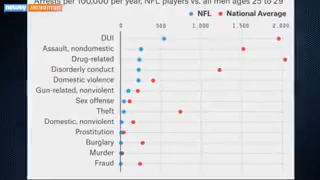 newsy
Arrests per 100,000 per year, NFL players vs. all men ages 25 to 29
NFL National Average
0 500 1,000 1,500 2,000
DUI
Assault, nondomestic
Drug-related
Disorderly conduct
Domestic violence
Gun-related, nonviolent
Sex offense
Theft
Domestic, nonviolent
Prostitution
Burglary
Murder
Fraud